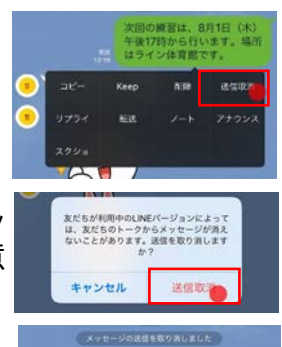 次回の練習は、8月1日（木）
午後17時から行います。場所
はライン体育館です。
既読
コピー
Keep
削除
送信取消
リプライ
転送
ノート
アナウンス
スクショ
友だちが利用中のLINEバージョンによって
は、友だちのトークからメッセージが消え
ないことがあります。送信を取り消します
か？
キャンセル
送信取消
メッセージの送信を取り消しました